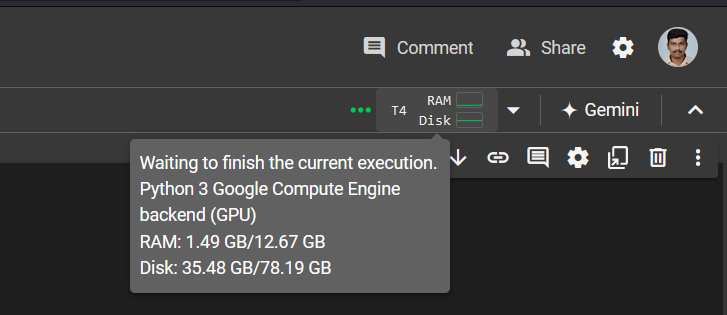 Comment
Share
T4
RAM
Disk
Gemini
Waiting to finish the current execution.
Python 3 Google Compute Engine
backend (GPU)
RAM: 1.49 GB/12.67 GB
Disk: 35.48 GB/78.19 GB